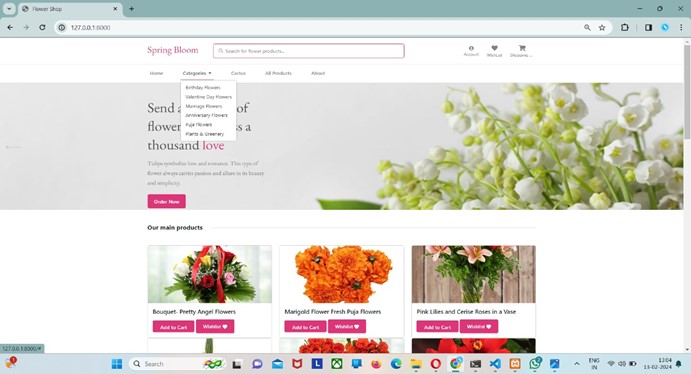 Flower Shop
127.0.0.1:8000
Spring Bloom
Search for flower products...
Account
Wishlist
Home
Categories
Cactus
All Products
About
Birthday Flowers
Valentine Day Flowers
Marriage Flowers
Anniversary Flowers
Puja Flowers
Plants & Greenery
Send a
of
flowe
s a
thousand love
Tulips symbolize love and romance. This type of
flower always carries passion and allure in its beauty
and simplicity.
Order Now
Our main products
Bouquet- Pretty Angel Flowers
Add to Cart
Wishlist
Marigold Flower Fresh Puja Flowers
Add to Cart
Wishlist
Pink Lilies and Cerise Roses in a Vase
Add to Cart
Wishlist
127.0.0.1:8000/#
Search
ENG
IN
13:04
13-02-2024